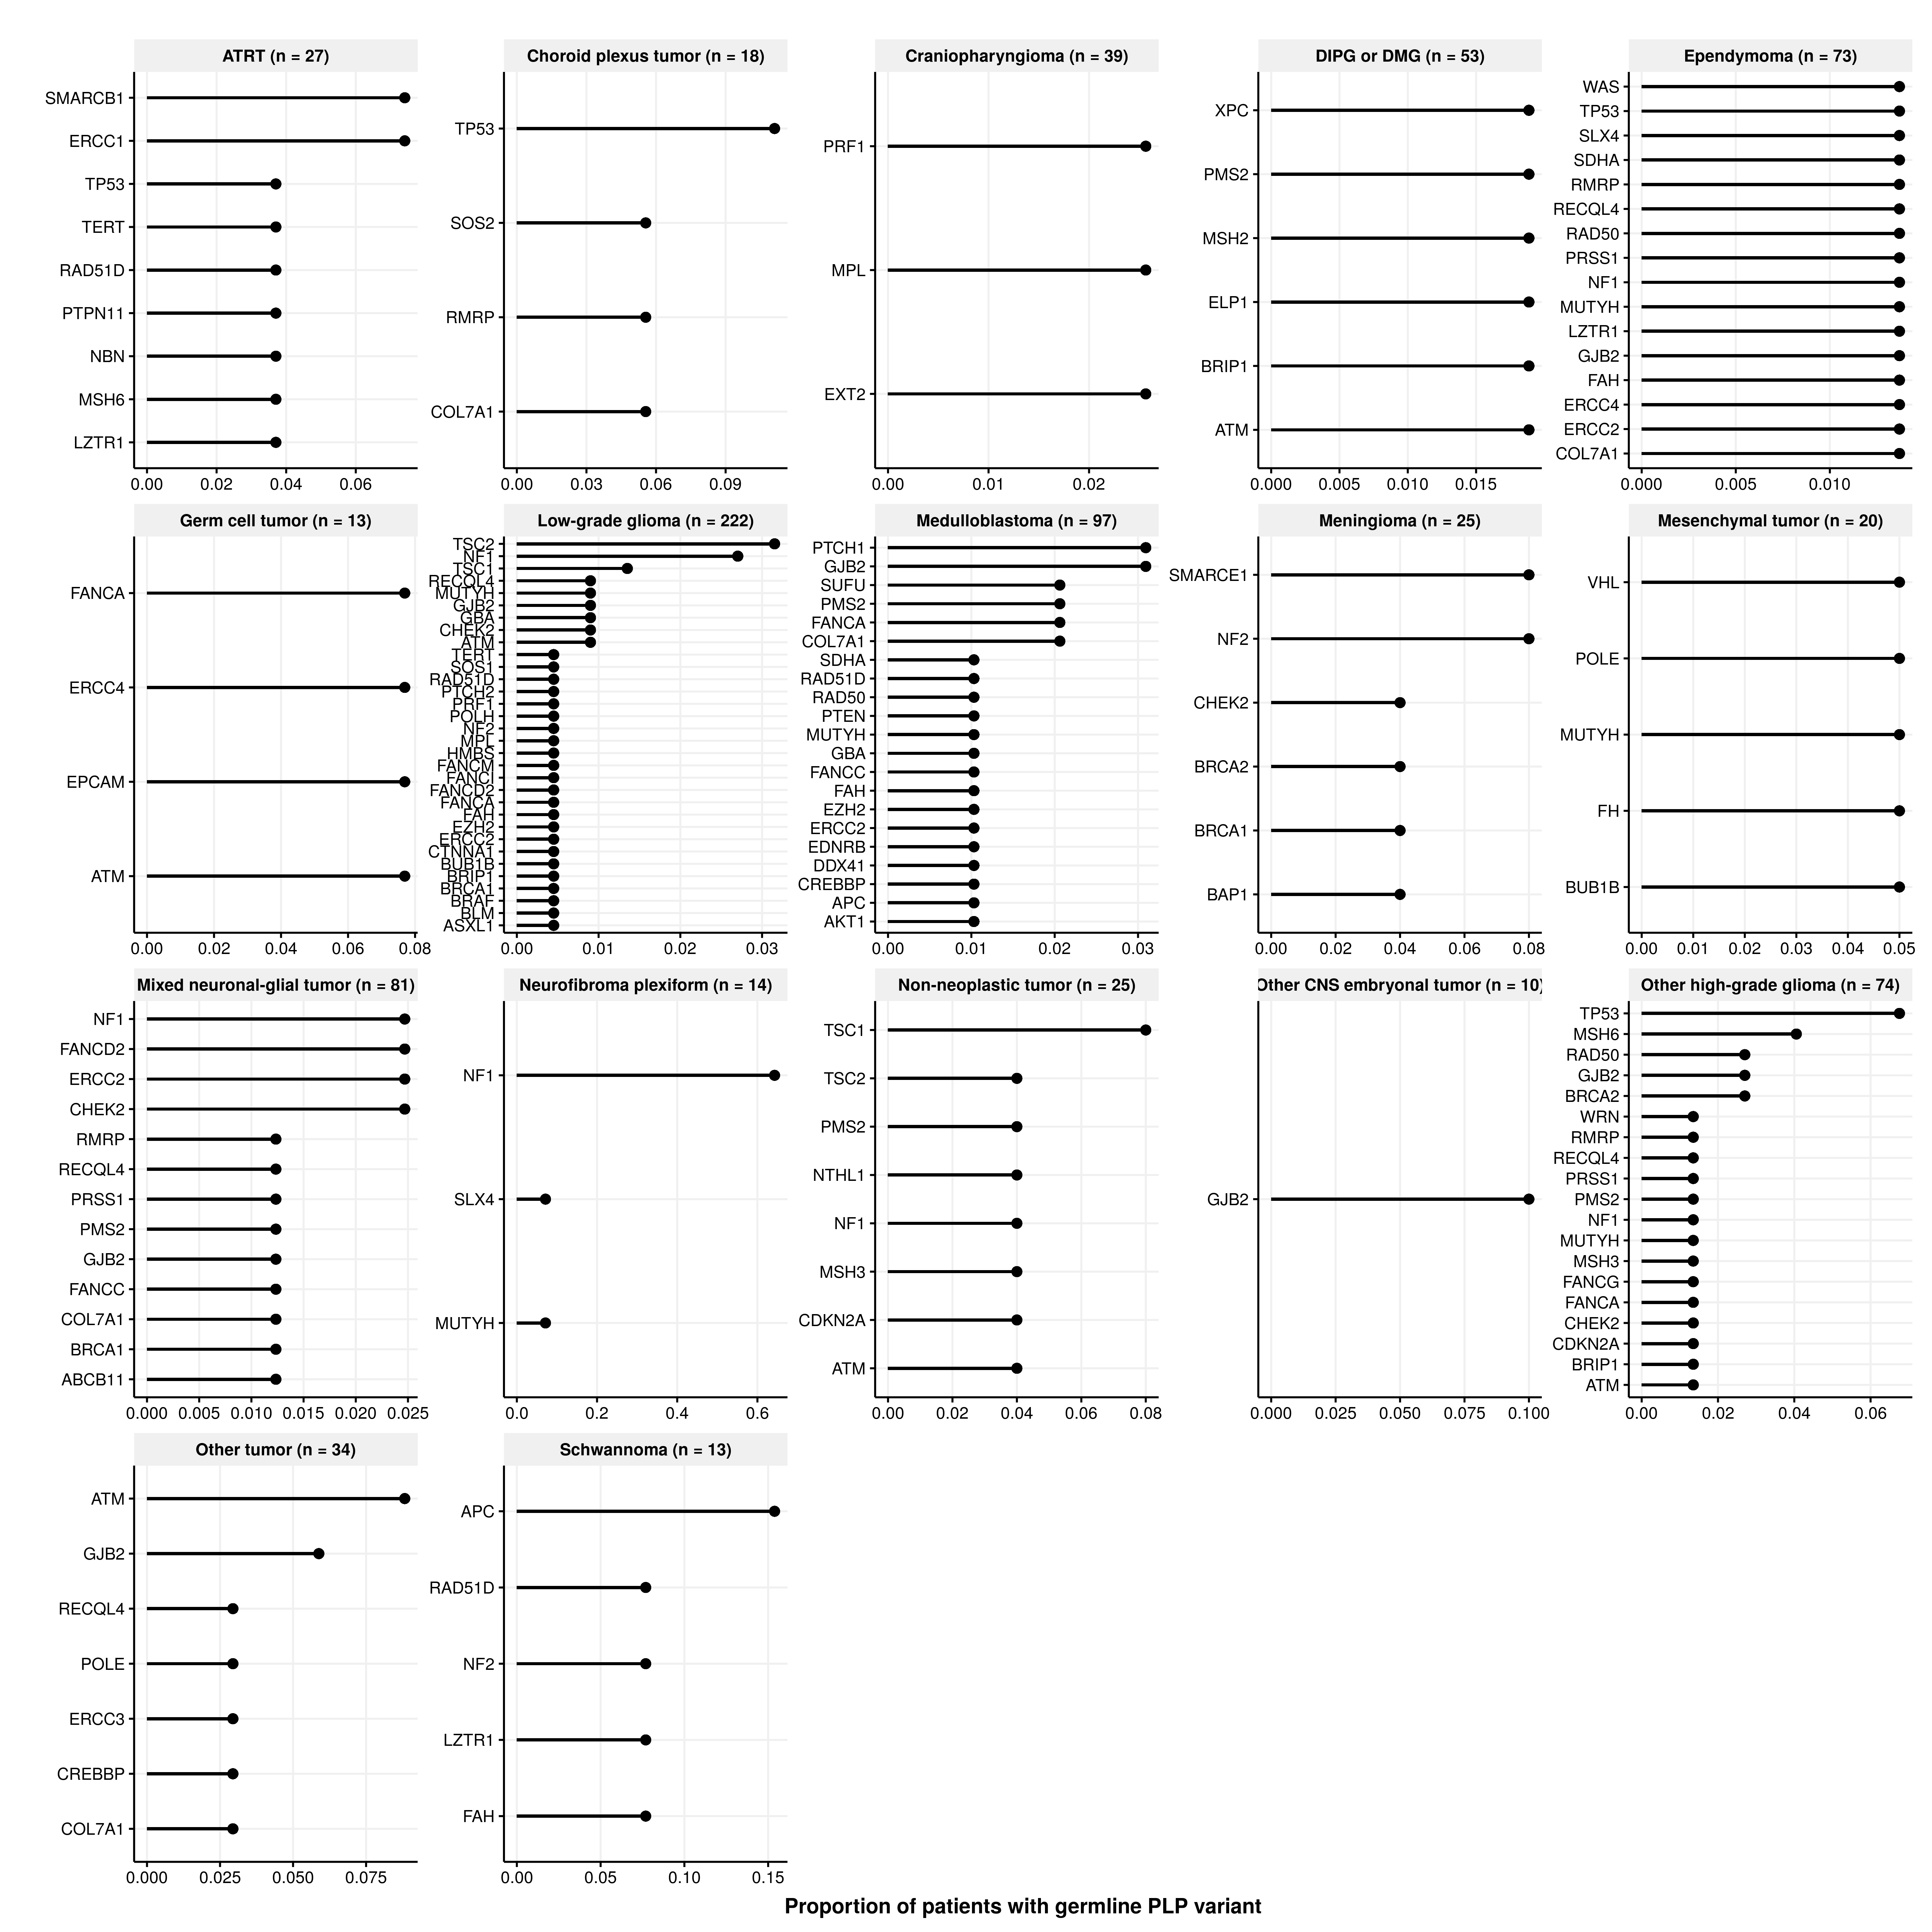 ATRT (n = 27)
SMARCB1
ERCC1
TP53
TERT
RAD51D
PTPN11
NBN
MSH6
LZTR1
0.00 0.02 0.04 0.06
Choroid plexus tumor (n = 18)
TP53
SOS2
RMRP
COL7A1
0.00 0.03 0.06 0.09
Craniopharyngioma (n = 39)
PRF1
MPL
EXT2
0.00 0.01 0.02
DIPG or DMG (n = 53)
XPC
PMS2
MSH2
ELP1
BRIP1
ATM
0.000 0.005 0.010 0.015
Ependymoma (n = 73)
WAS
TP53
SLX4
SDHA
RMRP
RECQL4
RAD50
PRSS1
NF1
MUTYH
LZTR1
GJB2
FAH
ERCC4
ERCC2
COL7A1
0.000 0.005 0.010
Germ cell tumor (n = 13)
FANCA
ERCC4
EPCAM
ATM
0.00 0.02 0.04 0.06 0.08
Low-grade glioma (n = 222)
TSC2
NF1
TSC1
RECQL4
MUTYH
GJB2
GBA
CHEK2
ATM
TERT
SOS1
RAD51D
PTCH2
PRF1
POLH
NF2
MPL
HMBS
FANCM
FANCI
FANCD2
FANCA
FAH
EZH2
ERCC2
CTNNA1
BUB1B
BRIP1
BRCA1
BRAF
BLM
ASXL1
0.00 0.01 0.02 0.03
Medulloblastoma (n = 97)
PTCH1
GJB2
SUFU
PMS2
FANCA
COL7A1
SDHA
RAD51D
RAD50
PTEN
MUTYH
GBA
FANCC
FAH
EZH2
ERCC2
EDNRB
DDX41
CREBBP
APC
AKT1
0.00 0.01 0.02 0.03
Meningioma (n = 25)
SMARCE1
NF2
CHEK2
BRCA2
BRCA1
BAP1
0.00 0.02 0.04 0.06 0.08
Mesenchymal tumor (n = 20)
VHL
POLE
MUTYH
FH
BUB1B
0.00 0.01 0.02 0.03 0.04 0.05
Mixed neuronal-glial tumor (n = 81)
NF1
FANCD2
ERCC2
CHEK2
RMRP
RECQL4
PRSS1
PMS2
GJB2
FANCC
COL7A1
BRCA1
ABCB11
0.000 0.005 0.010 0.015 0.020 0.025
Neurofibroma plexiform (n = 14)
NF1
SLX4
MUTYH
0.0 0.2 0.4 0.6
Non-neoplastic tumor (n = 25)
TSC1
TSC2
PMS2
NTHL1
NF1
MSH3
CDKN2A
ATM
0.00 0.02 0.04 0.06 0.08
Other CNS embryonal tumor (n = 10)
GJB2
0.000 0.025 0.050 0.075 0.100
Other high-grade glioma (n = 74)
TP53
MSH6
RAD50
GJB2
BRCA2
WRN
RMRP
RECQL4
PRSS1
PMS2
NF1
MUTYH
MSH3
FANCG
FANCA
CHEK2
CDKN2A
BRIP1
ATM
0.00 0.02 0.04 0.06
Other tumor (n = 34)
ATM
GJB2
RECQL4
POLE
ERCC3
CREBBP
COL7A1
0.000 0.025 0.050 0.075
Schwannoma (n = 13)
APC
RAD51D
NF2
LZTR1
FAH
0.00 0.05 0.10 0.15
Proportion of patients with germline PLP variant